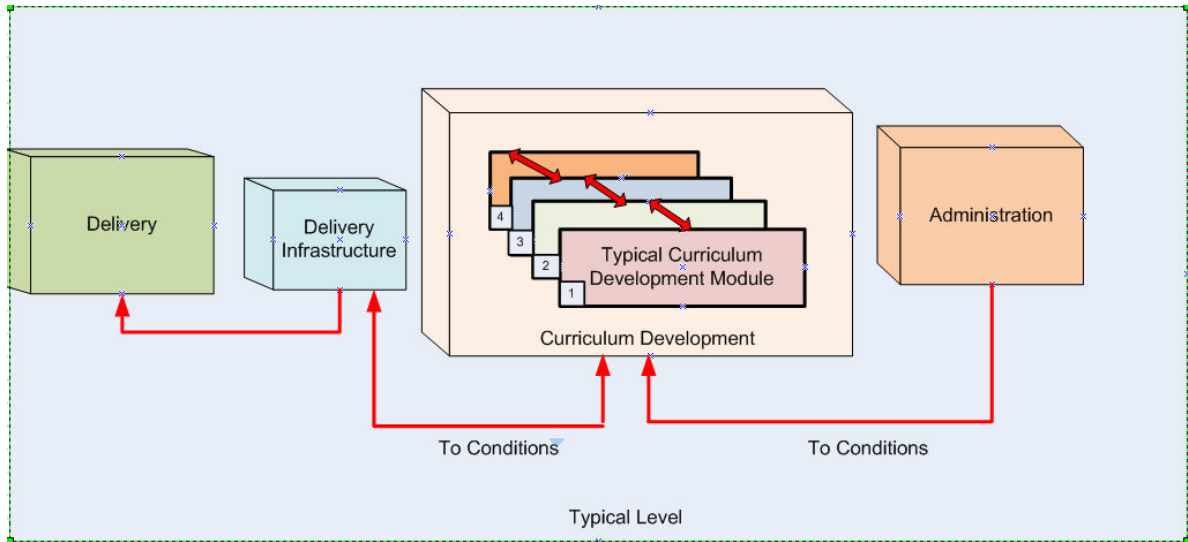 Delivery
Delivery
Infrastructure
4
3
2
1
Typical Curriculum
Development Module
Curriculum Development
Administration
To Conditions
To Conditions
Typical Level